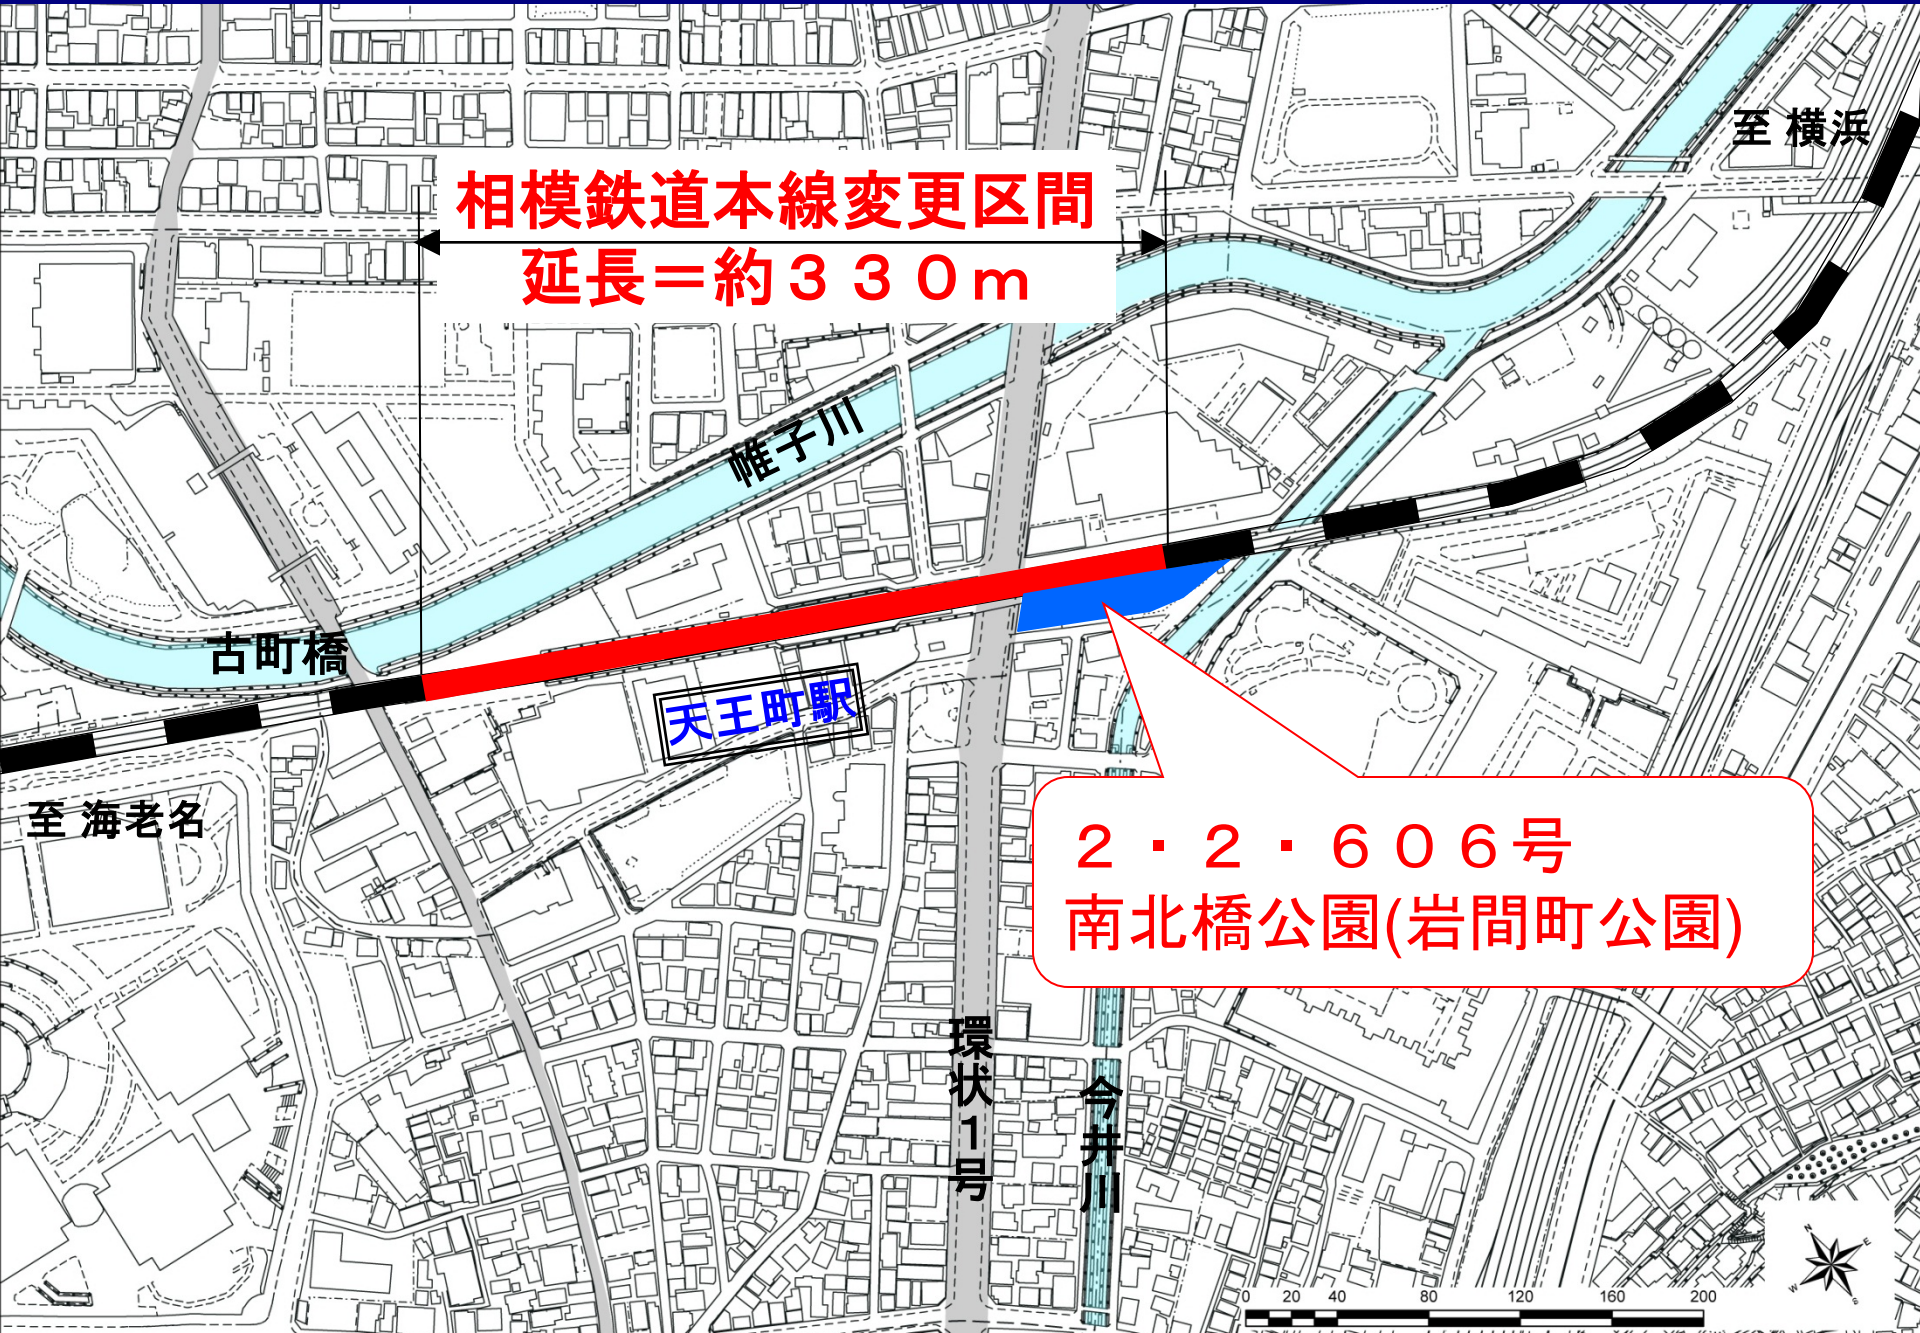 至 横浜
相模鉄道本線変更区間
延長＝約３３０ｍ
帷子川
古町橋
天王町駅
至 海老名
２・２・６０６号
南北橋公園(岩間町公園)
環状１号
今井川
N
E
W
S
0 20 40 80 120 160 200